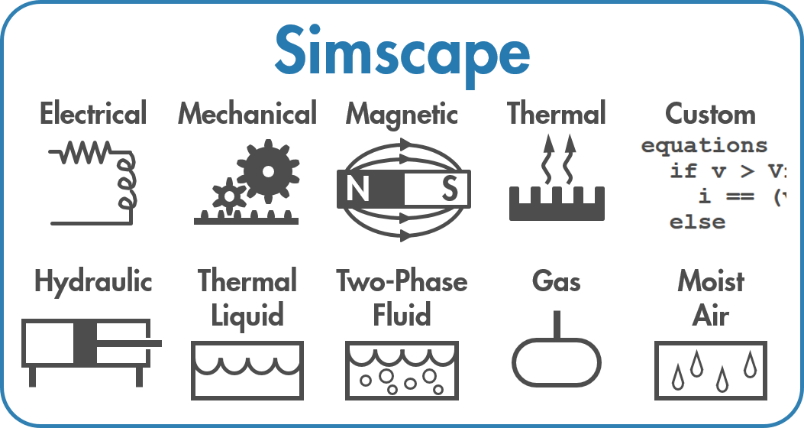 Simscape
Electrical
Mechanical
Magnetic
Thermal
Custom
N
S
equations
if v > V
i == (
else
Hydraulic
Thermal
Liquid
Two-Phase
Fluid
Gas
Moist
Air